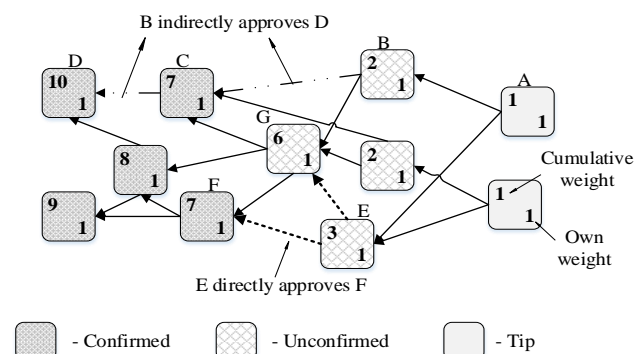 B indirectly approves D
D
C
B
A
10
1
7
1
2
1
1
1
G
6
1
8
1
2
1
Cumulative
weight
F
E
9
1
7
1
3
1
1
1
Own
weight
E directly approves F
- Confirmed
- Unconfirmed
- Tip